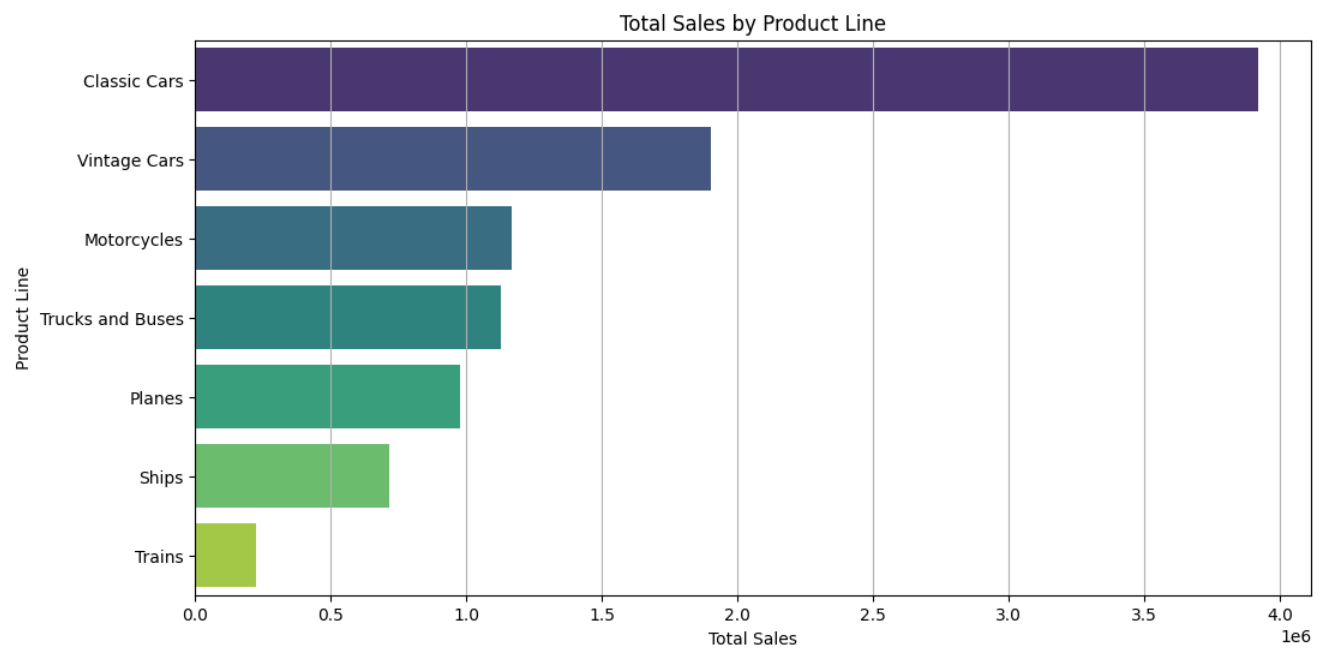 Total Sales by Product Line
Product Line
Classic Cars
Vintage Cars
Motorcycles
Trucks and Buses
Planes
Ships
Trains
0.0 0.5 1.0 1.5 2.0 2.5 3.0 3.5 4.0
1e6
Total Sales